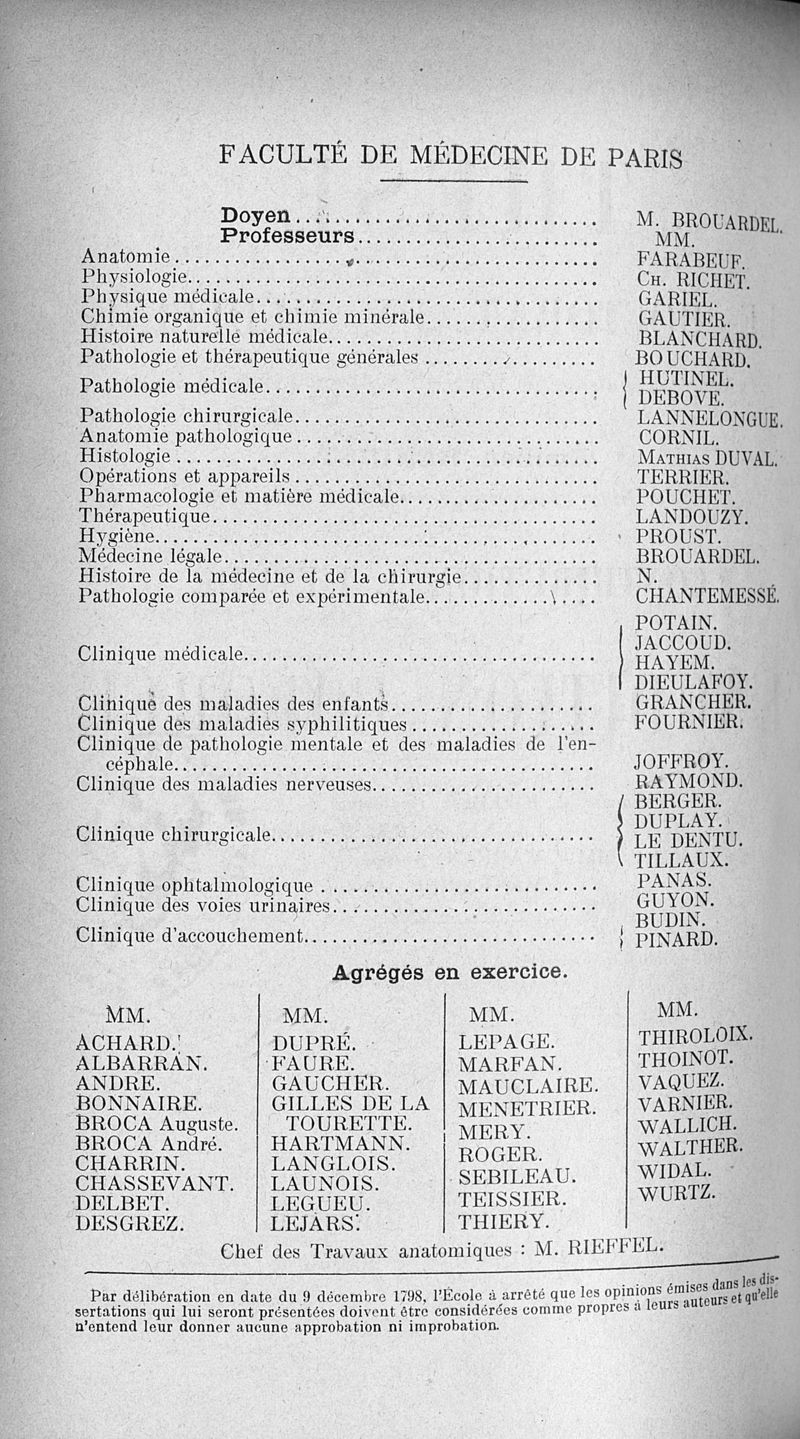 FACULTÉ DE MÉDECINE DE PARIS
Doyen.............................. M. BROUARDEL.
Professeurs......................... MM.
Anatomie.............................. FARABEUF.
Physiologie.............................. CH. RICHET.
Physique médicale.............................. GARIEL.
Chimie organique et chimie minérale.................. GAUTIER.
Histoire naturelle médicale.......................... BLANCHARD.
Pathologie et thérapeutique générales .................. BOUCHARD.
Pathologie médicale.............................. HUTINEL.
DEBOVE.
Pathologie chirurgicale.............................. LANNELONGUE.
Anatomie pathologique.............................. CORNIL.
Histologie .............................. MATHIAS DUVAL.
Opérations et appareils.............................. TERRIER.
Pharmacologie et matière médicale.................... POUCHET.
Thérapeutique.............................. LANDOUZY.
Hygiène.............................. PROUST.
Médecine légale.............................. BROUARDEL.
Histoire de la médecine et de la chirurgie.............. N.
Pathologie comparée et expérimentale.................. CHANTEMESSÉ.
Clinique médicale.............................. POTAIN.
JACCOUD.
HAYEM.
DIEULAFOY.
Clinique des maladies des enfants..................... GRANCHER.
Clinique des maladies syphilitiques................... FOURNIER.
Clinique de pathologie mentale et des maladies de l'en-
céphale.............................. JOFFROY.
Clinique des maladies nerveuses....................... RAYMOND.
Clinique chirurgicale.............................. BERGER.
DUPLAY.
LE DENTU.
TILLAUX.
Clinique ophtalmologique .............................. PANAS.
Clinique des voies urinaires.......................... GUYON.
Clinique d'accouchement.............................. BUDIN.
PINARD.
Agrégés en exercice.
MM.
ACHARD.
ALBARRAN.
ANDRE.
BONNAIRE.
BROCA Auguste.
BROCA André.
CHARRIN.
CHASSEVANT.
DELBET.
DESGREZ.
MM.
DUPRÉ.
FAURE.
GAUCHER.
GILLES DE LA
TOURETTE.
HARTMANN.
LANGLOIS.
LAUNOIS.
LEGUEU.
LEJARS.
MM.
LEPAGE.
MARFAN.
MAUCLAIRE.
MENETRIER.
MERY.
ROGER.
SEBILEAU.
TEISSIER.
THIERY.
MM.
THIROLOIX.
THOINOT.
VAQUEZ.
VARNIER.
WALLICH.
WALTHER.
WIDAL.
WURTZ.
Chef des Travaux anatomiques : M. RIEFFEL.
Par délibération en date du 9 décembre 1798, l'École a arrêté que les opinions émises dans les dis-
sertations qui lui seront présentées doivent être considérées comme propres à leurs auteurs et qu'elle
n'entend leur donner aucune approbation ni improbation.